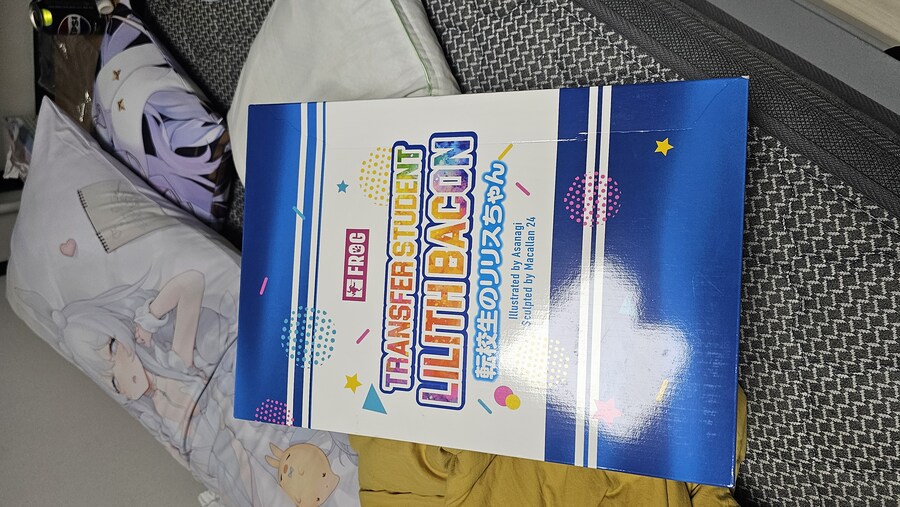 FROG
TRANSFER STUDENT
LILITH BACON
転校生のリリスちゃん
Illustrated by Asanagi
Sculpted by Macallan 24